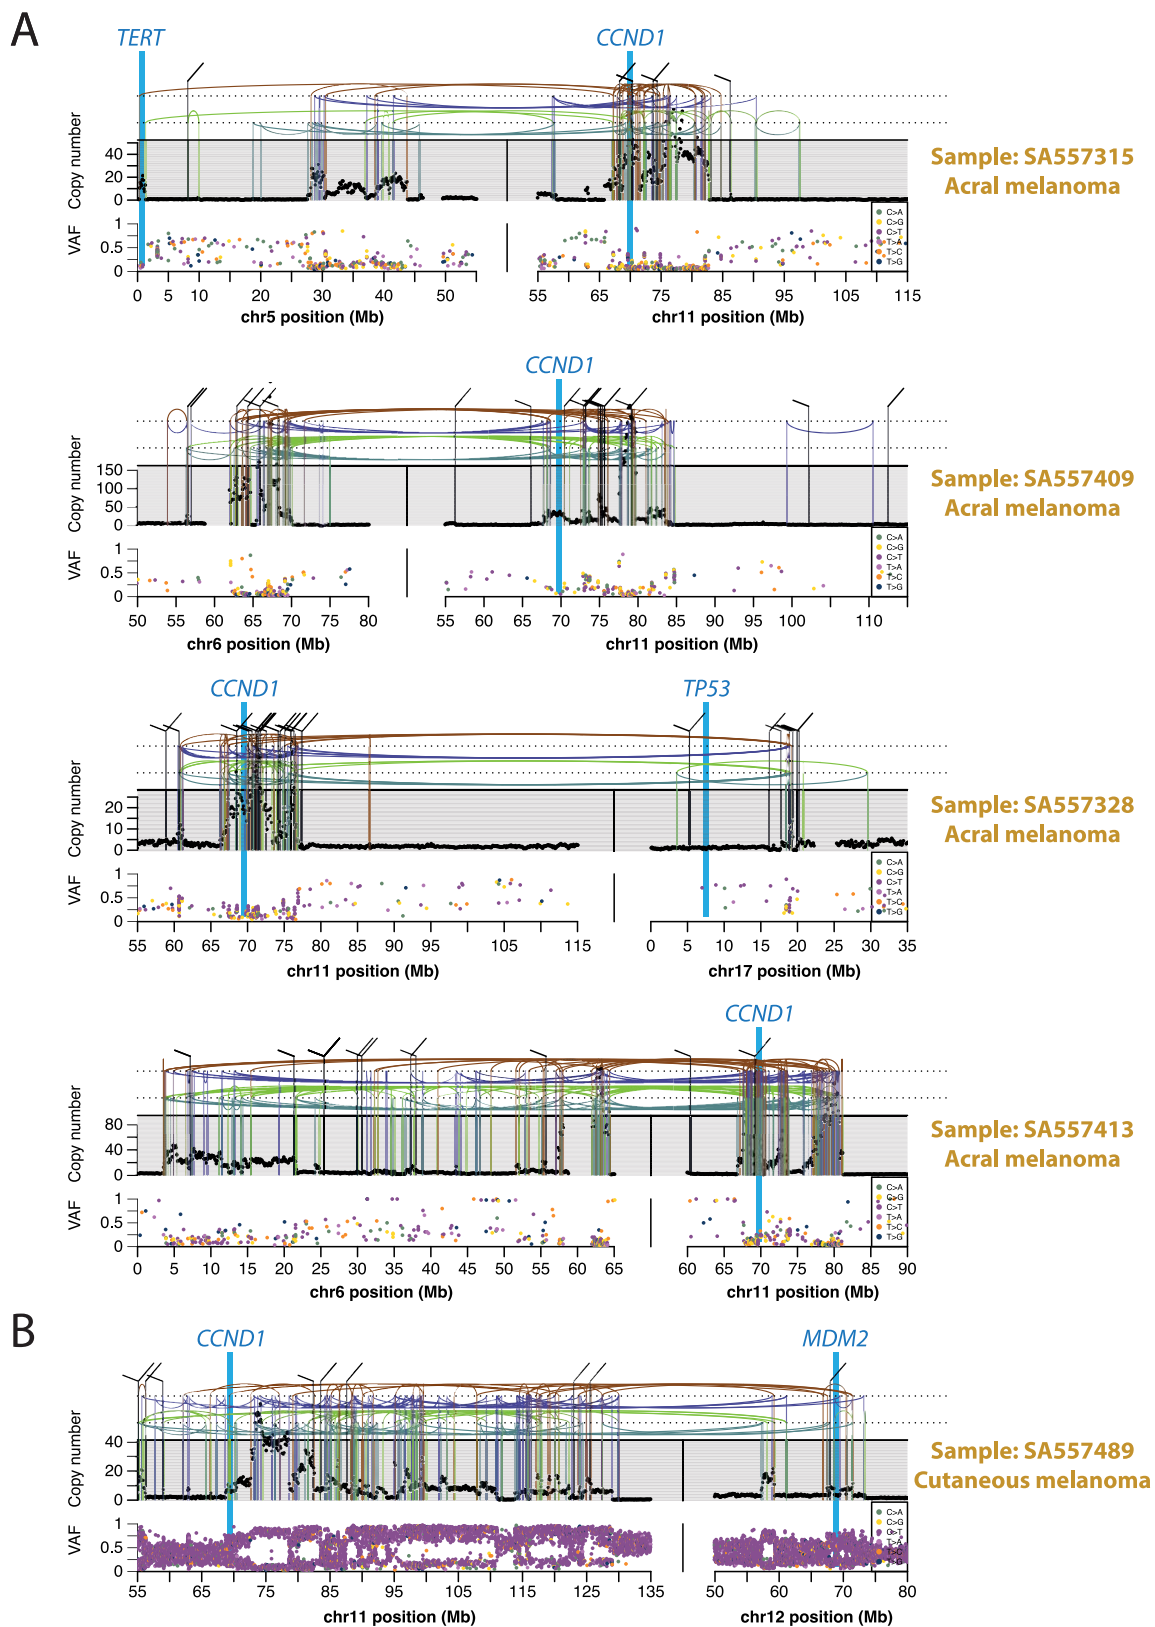 A
TERT CCND1
Copy number
40
20
0
VAF
1
0.5
0
C>A
C>G
C>T
T>A
T>C
T>G
0 10 20 30 40 50 55 65 75 85 95 105 115
chr5 position (Mb) chr11 position (Mb)
Sample: SA557315
Acral melanoma
CCND1
Copy number
150
100
50
0
VAF
1
0.5
0
C>A
C>G
C>T
T>A
T>C
T>G
50 55 60 65 70 75 80 55 60 65 70 75 80 85 90 100 110
chr6 position (Mb) chr11 position (Mb)
Sample: SA557409
Acral melanoma
CCND1 TP53
Copy number
20
10
0
VAF
1
0.5
0
C>A
C>G
C>T
T>A
T>C
T>G
55 60 65 70 75 80 85 90 95 105 115 0 5 10 15 20 25 30 35
chr11 position (Mb) chr17 position (Mb)
Sample: SA557328
Acral melanoma
CCND1
Copy number
80
40
0
VAF
1
0.5
0
C>A
C>G
C>T
T>A
T>C
T>G
0 5 10 15 20 25 30 35 40 45 50 55 60 65 60 65 70 75 80 85 90
chr6 position (Mb) chr11 position (Mb)
Sample: SA557413
Acral melanoma
B
CCND1 MDM2
Copy number
40
20
0
VAF
1
0.5
0
C>A
C>G
C>T
T>A
T>C
T>G
55 65 75 85 95 105 115 125 135 50 60 70 80
chr11 position (Mb) chr12 position (Mb)
Sample: SA557489
Cutaneous melanoma